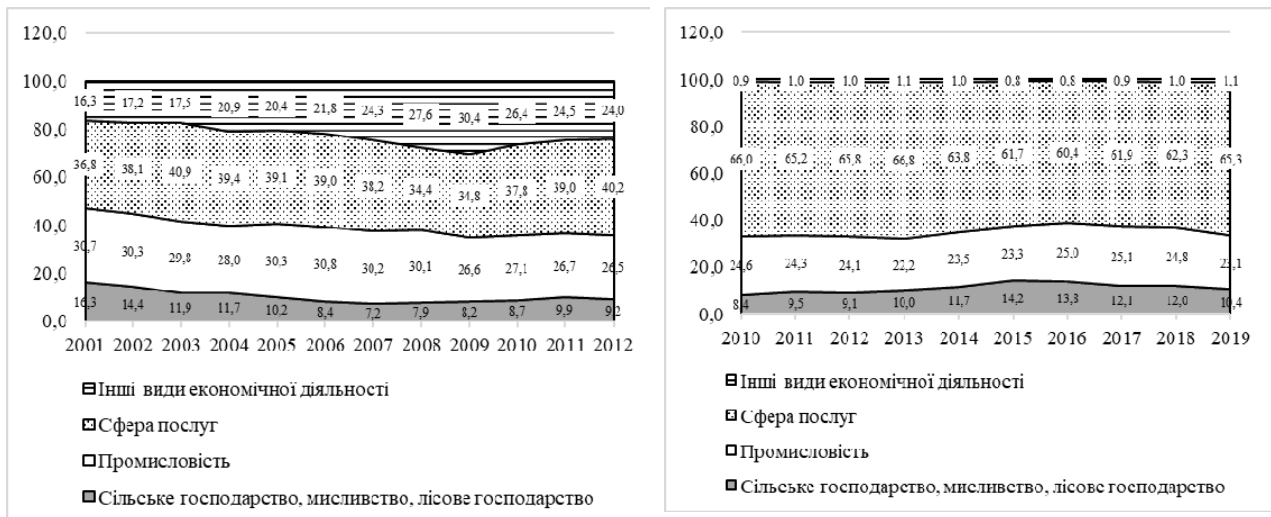 120,0
100,0
80,0
60,0
40,0
20,0
0,0
16,3 17,2 17,5 20,9 20,4 21,8 24,3 27,6 30,4 26,4 24,5 24,0
36,8 38,1 40,9 39,4 39,1 39,0 38,2 34,4 34,8 37,8 39,0 40,2
30,7 30,3 29,8 28,0 30,3 30,8 30,2 30,1 26,6 27,1 26,7 26,5
16,3 14,4 11,9 11,7 10,2 8,4 7,2 7,9 8,2 8,7 9,9 9,2
2001 2002 2003 2004 2005 2006 2007 2008 2009 2010 2011 2012
Інші види економічної діяльності
Сфера послуг
Промисловість
Сільське господарство, мисливство, лісове господарство
120,0
100,0
80,0
60,0
40,0
20,0
0,0
0,9 1,0 1,0 1,1 1,0 0,8 0,8 0,9 1,0 1,1
66,0 65,2 65,8 66,8 63,8 61,7 60,4 61,9 62,3 65,3
24,6 24,3 24,1 22,2 23,5 23,3 25,0 25,1 24,8 23,1
8,4 9,5 9,1 10,0 11,7 14,2 13,8 12,1 12,0 10,4
2010 2011 2012 2013 2014 2015 2016 2017 2018 2019
Інші види економічної діяльності
Сфера послуг
Промисловість
Сільське господарство, мисливство, лісове господарство